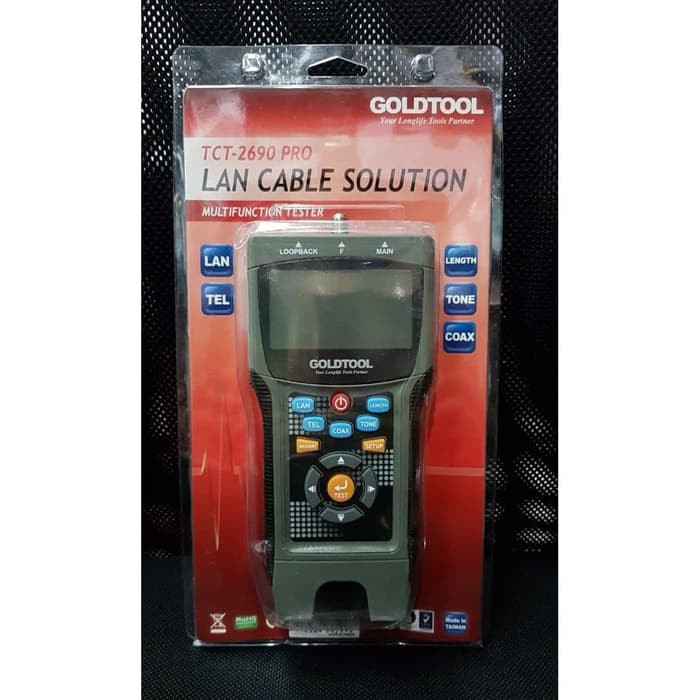 GOLDTOOL
Your Longlife Tools Partner
TCT-2690 PRO
LAN CABLE SOLUTION
MULTIFUNCTION TESTER
LOOPBACK F MAIN
LAN
TEL
LENGTH
TONE
COAX
GOLDTOOL
Your Longlife Tools Partner
LAN
LENGTH
TEL
COAX
TONE
MEMORY
SETUP
TEST
RoHS
Made in
TAIWAN